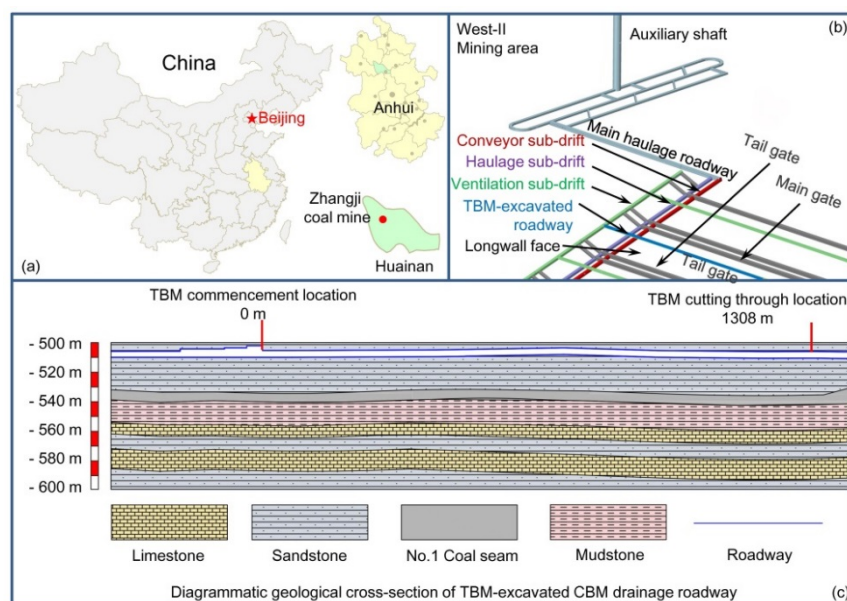 China
Beijing
Anhui
Zhangji
coal mine
Huainan
(a)
West-II
Mining area
Auxiliary shaft
(b)
Main haulage roadway
Conveyor sub-drift
Haulage sub-drift
Ventilation sub-drift
TBM-excavated
roadway
Longwall face
Tail gate
Main gate
Tail gate
TBM commencement location
0 m
TBM cutting through location
1308 m
- 500 m
- 520 m
- 540 m
- 560 m
- 580 m
- 600 m
Limestone
Sandstone
No.1 Coal seam
Mudstone
Roadway
Diagrammatic geological cross-section of TBM-excavated CBM drainage roadway
(c)